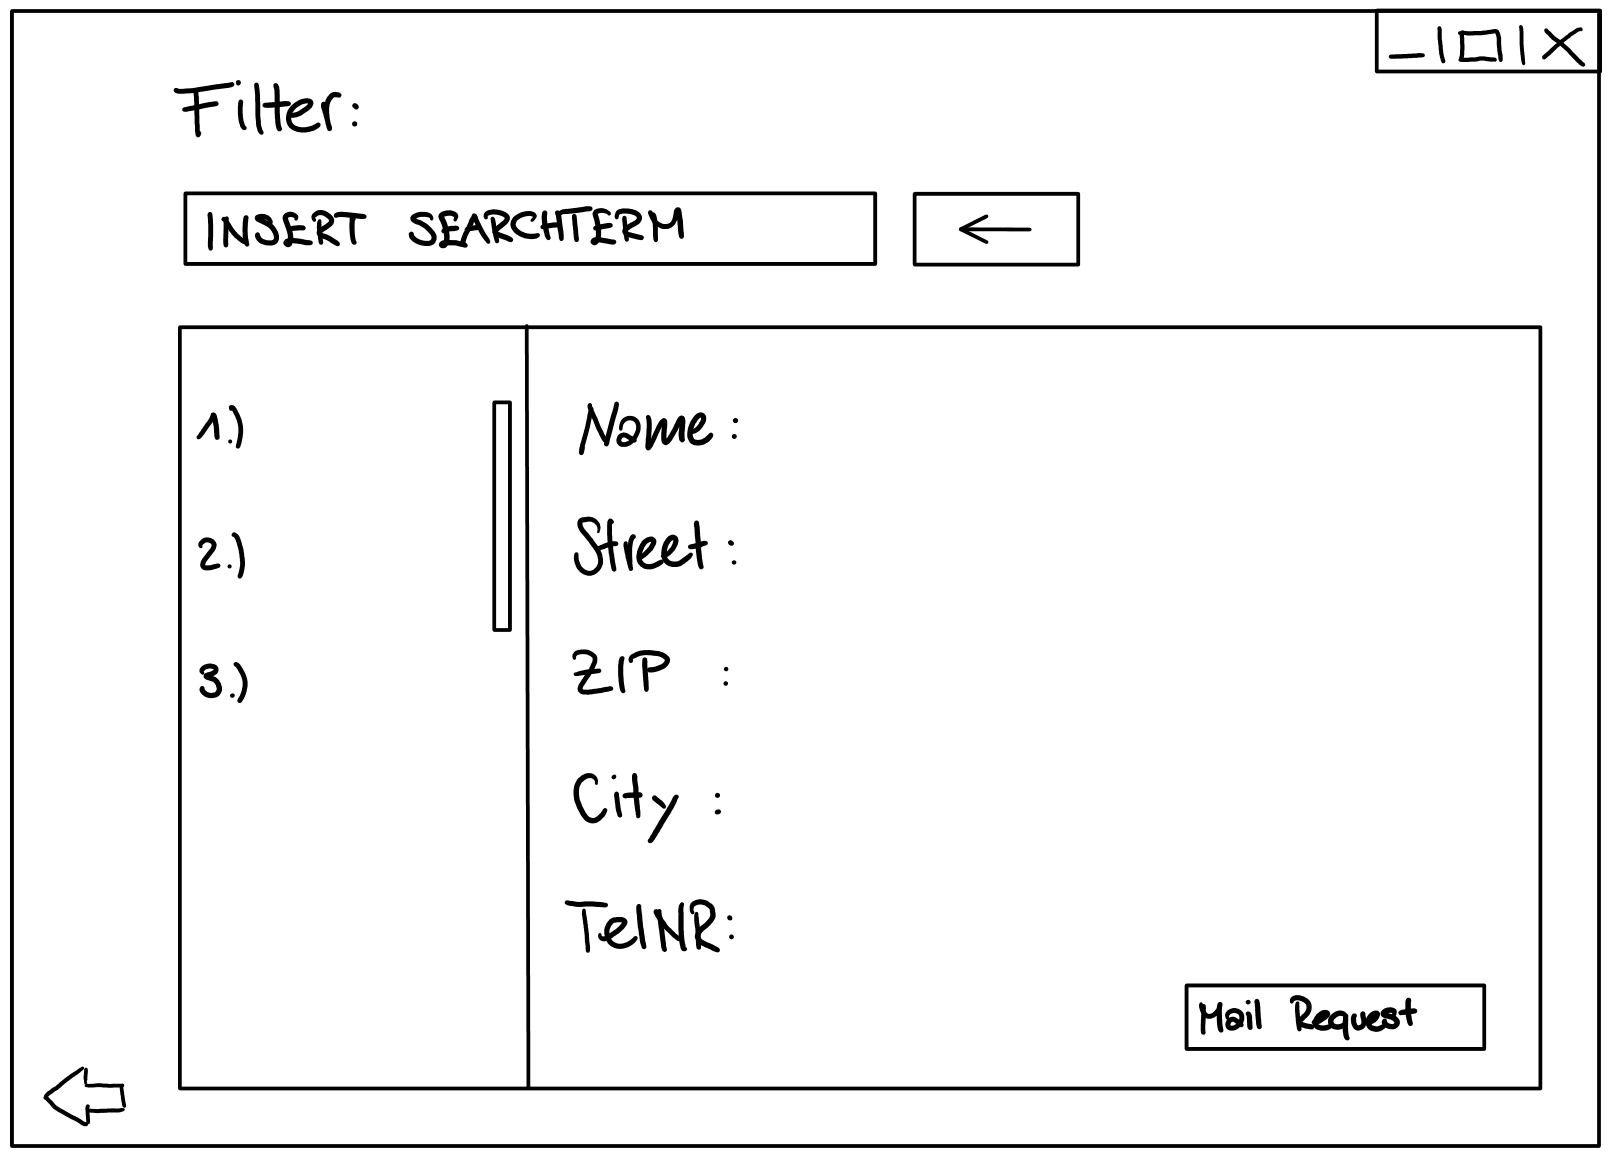 Filter:
INSERT SEARCHTERM
1.)
2.)
3.)
Name :
Street :
ZIP :
City :
TelNR:
Mail Request